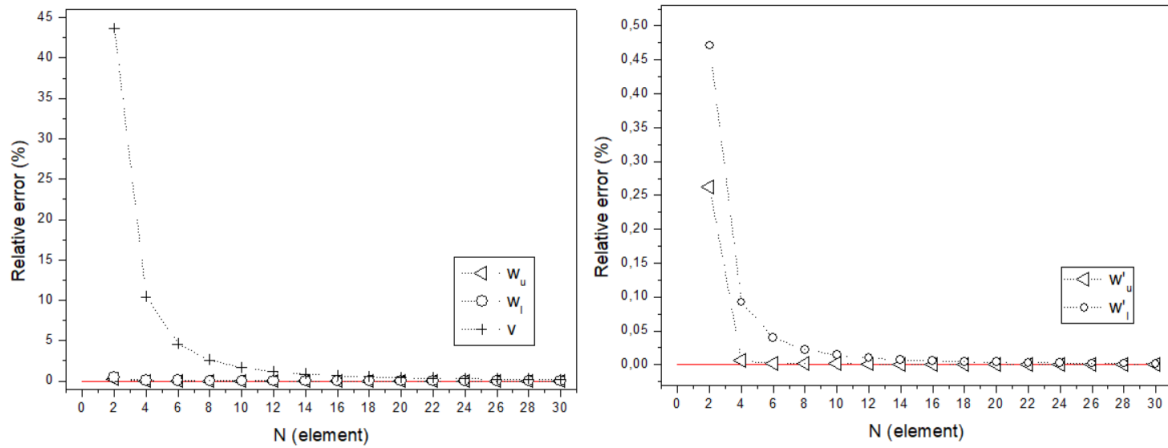 45
40
35
30
25
20
15
10
5
0
Relative error (%)
0 2 4 6 8 10 12 14 16 18 20 22 24 26 28 30
N (element)
w_u
w_l
v
0,50
0,45
0,40
0,35
0,30
0,25
0,20
0,15
0,10
0,05
0,00
Relative error (%)
0 2 4 6 8 10 12 14 16 18 20 22 24 26 28 30
N (element)
w'_u
w'_l